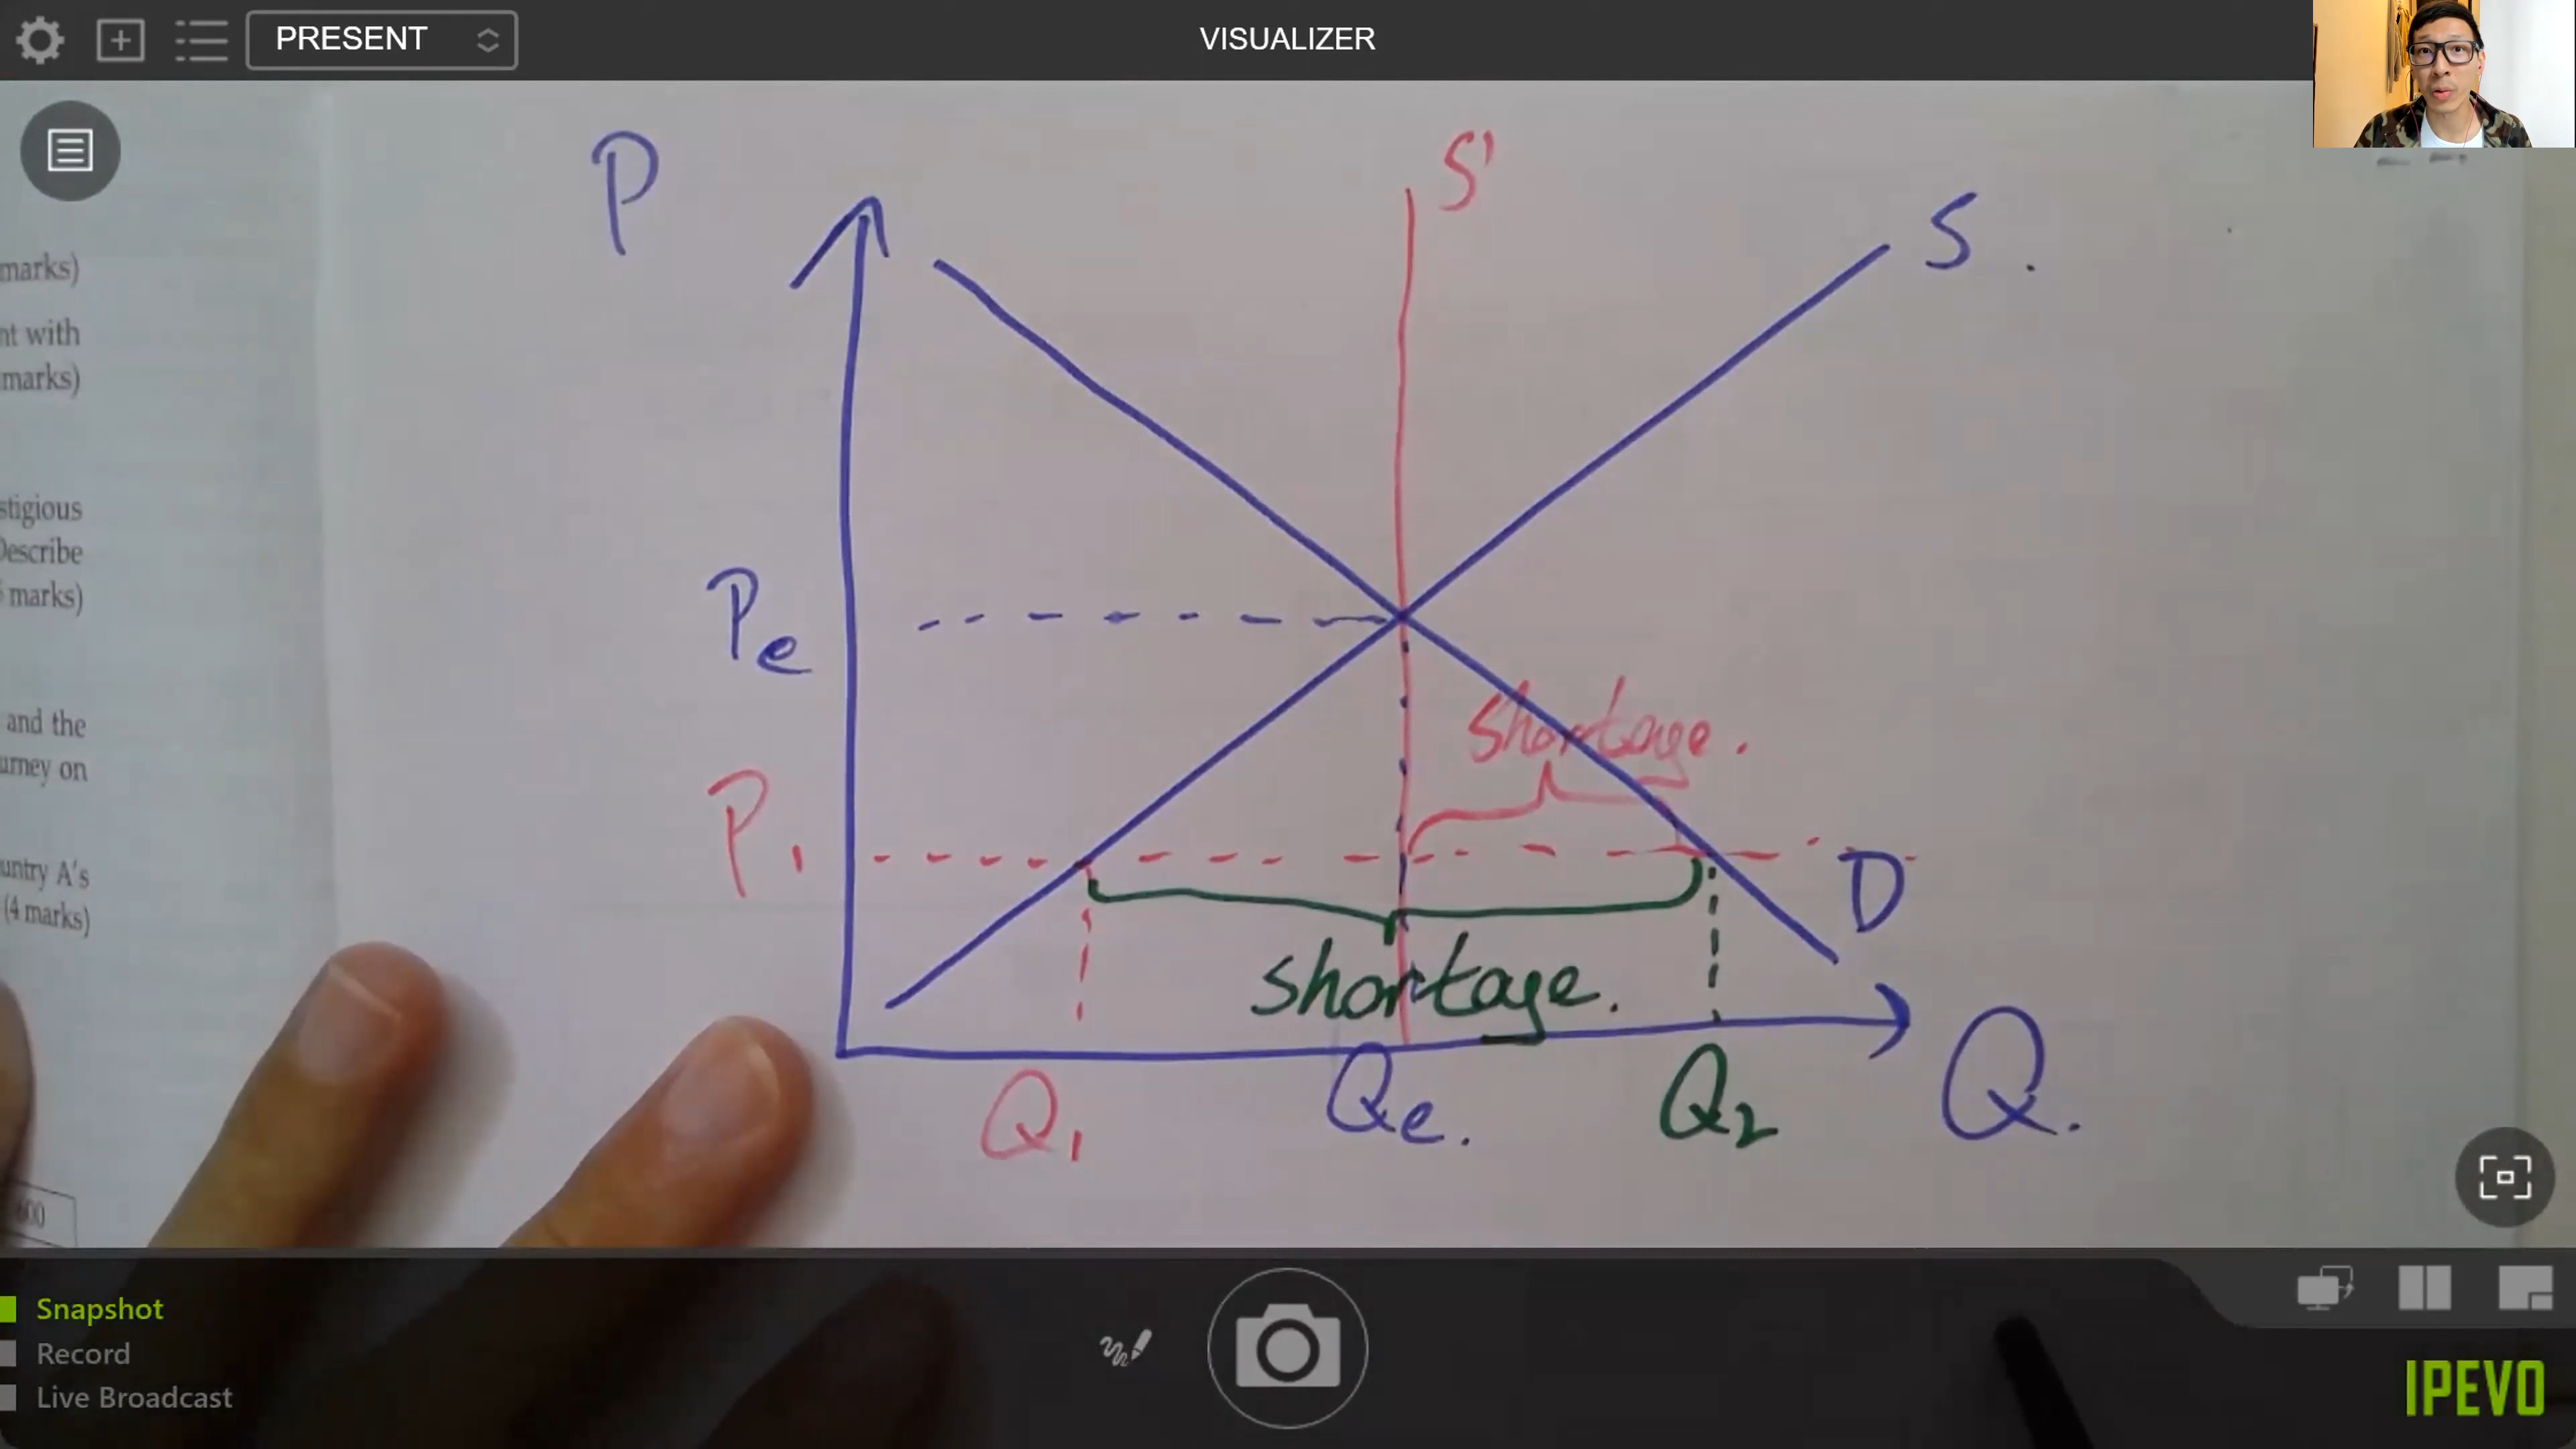 PRESENT
VISUALIZER
P
S'
S.
marks)
nt with
marks)
stigious
Describe
marks)
and the
urney on
untry A's
(4 marks)
Pe
shortage.
P1
D
shortage.
Q1
Qe.
Q2
Q.
Snapshot
Record
Live Broadcast
IPEVO